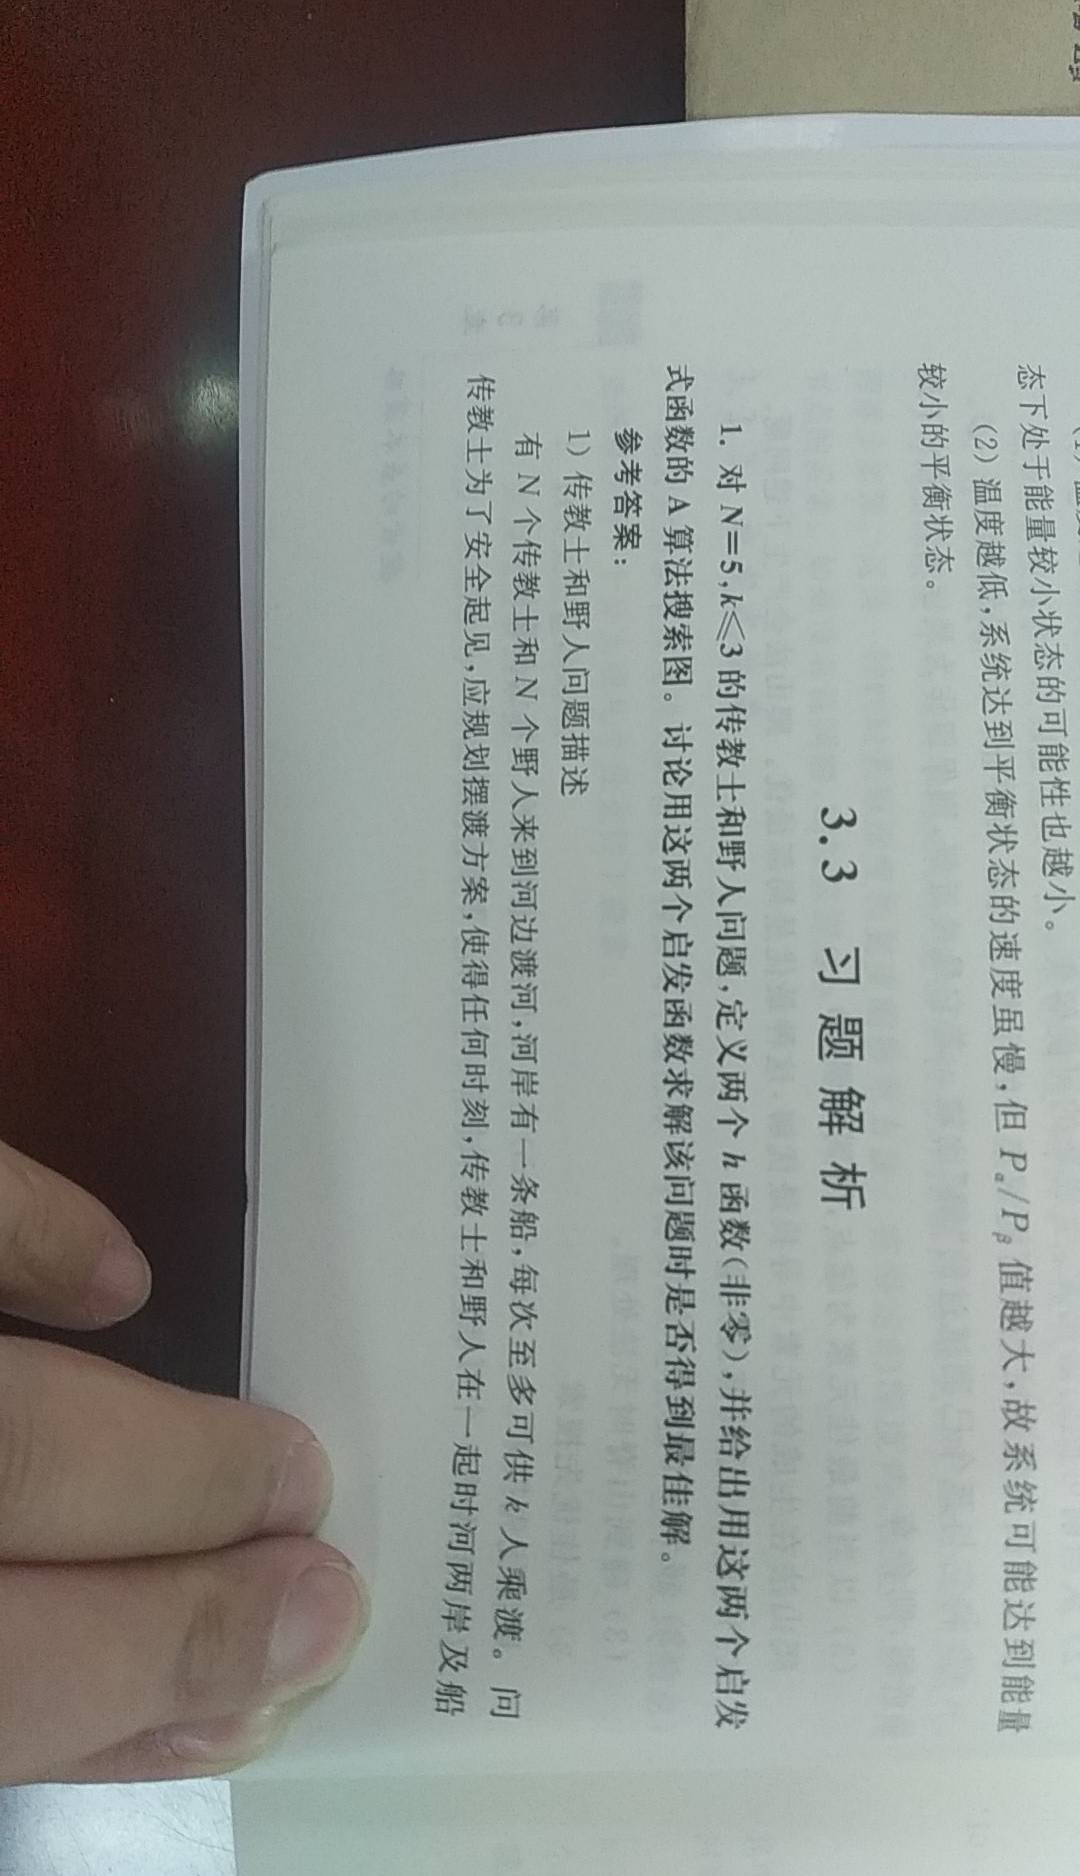 态下处于能量较小状态的可能性也越小。
(2) 温度越低,系统达到平衡状态的速度虽慢,但 Pα/Pβ 值越大,故系统可能达到能量
较小的平衡状态。
3.3 习题解析
1. 对 N=5,k≤3 的传教士和野人问题,定义两个 h 函数(非零),并给出用这两个启发
式函数的 A 算法搜索图。讨论用这两个启发函数求解该问题时是否得到最佳解。
参考答案:
1) 传教士和野人问题描述
有 N 个传教士和 N 个野人来到河边渡河,河岸有一条船,每次至多可供 k 人乘渡。问
传教士为了安全起见,应规划摆渡方案,使得任何时刻,传教士和野人在一起时河两岸及船